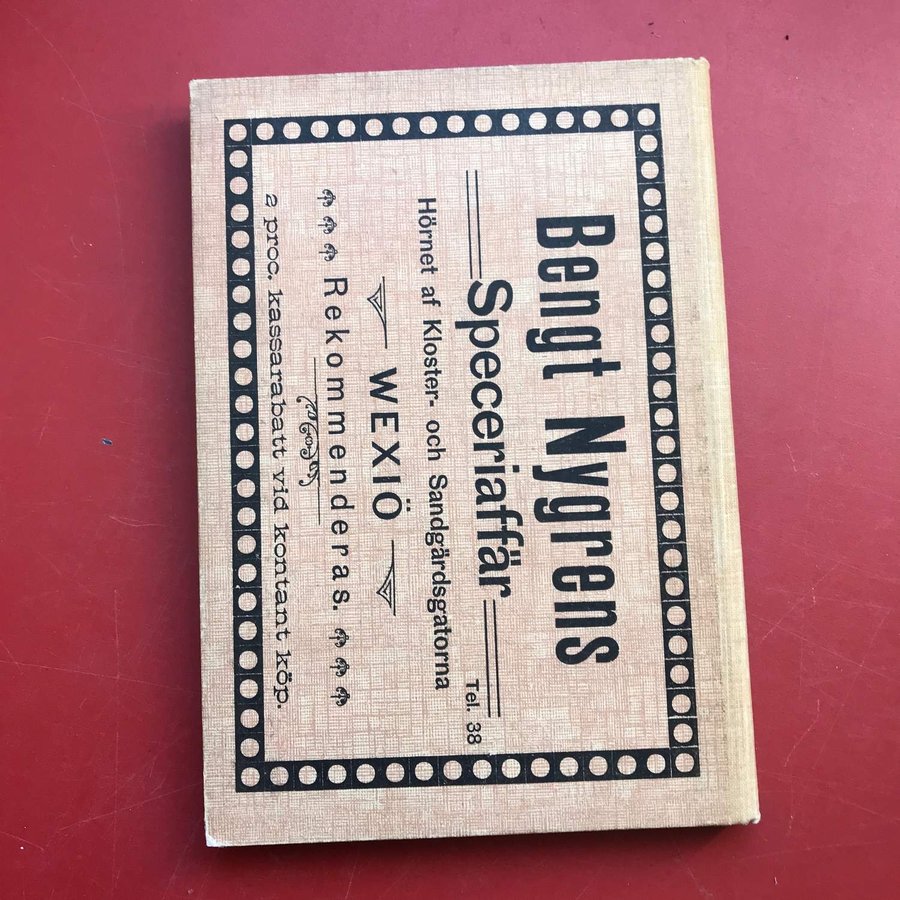 Bengt Nygrens
Speceriaffär
Tel. 38
Hörnet af Kloster- och Sandgärdsgatorna
WEXIÖ
Rekommenderas.
2 proc. kassarabatt vid kontant köp.